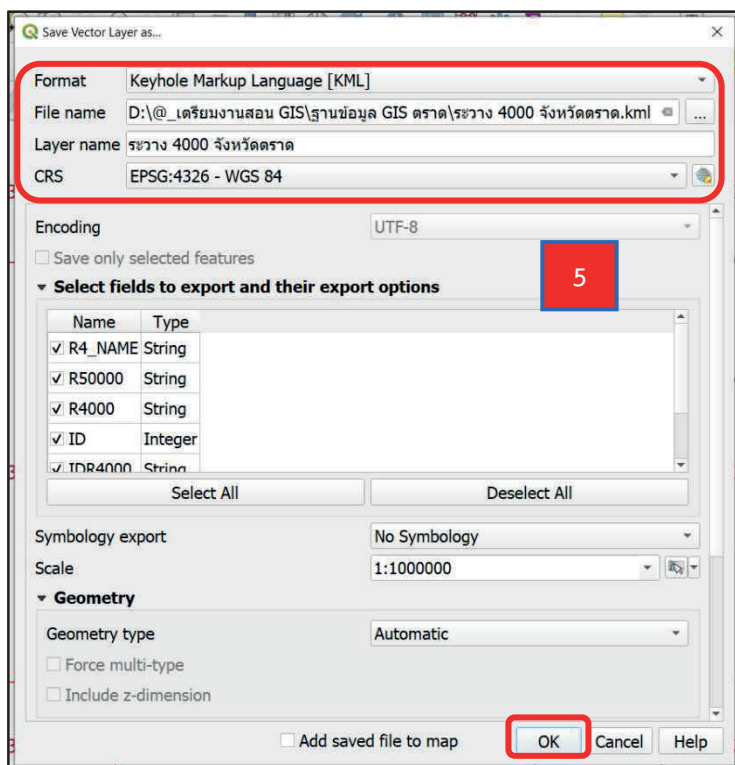 Save Vector Layer as...
Format Keyhole Markup Language [KML]
File name D:\@_เตรียมงานสอน GIS\ฐานข้อมูล GIS ตราด\ระวาง 4000 จังหวัดตราด.kml ...
Layer name ระวาง 4000 จังหวัดตราด
CRS EPSG:4326 - WGS 84
Encoding UTF-8
Save only selected features
5
Select fields to export and their export options
Name Type
R4_NAME String
R50000 String
R4000 String
ID Integer
IDR4000 String
Select All Deselect All
Symbology export No Symbology
Scale 1:1000000
Geometry
Geometry type Automatic
Force multi-type
Include z-dimension
Add saved file to map OK Cancel Help